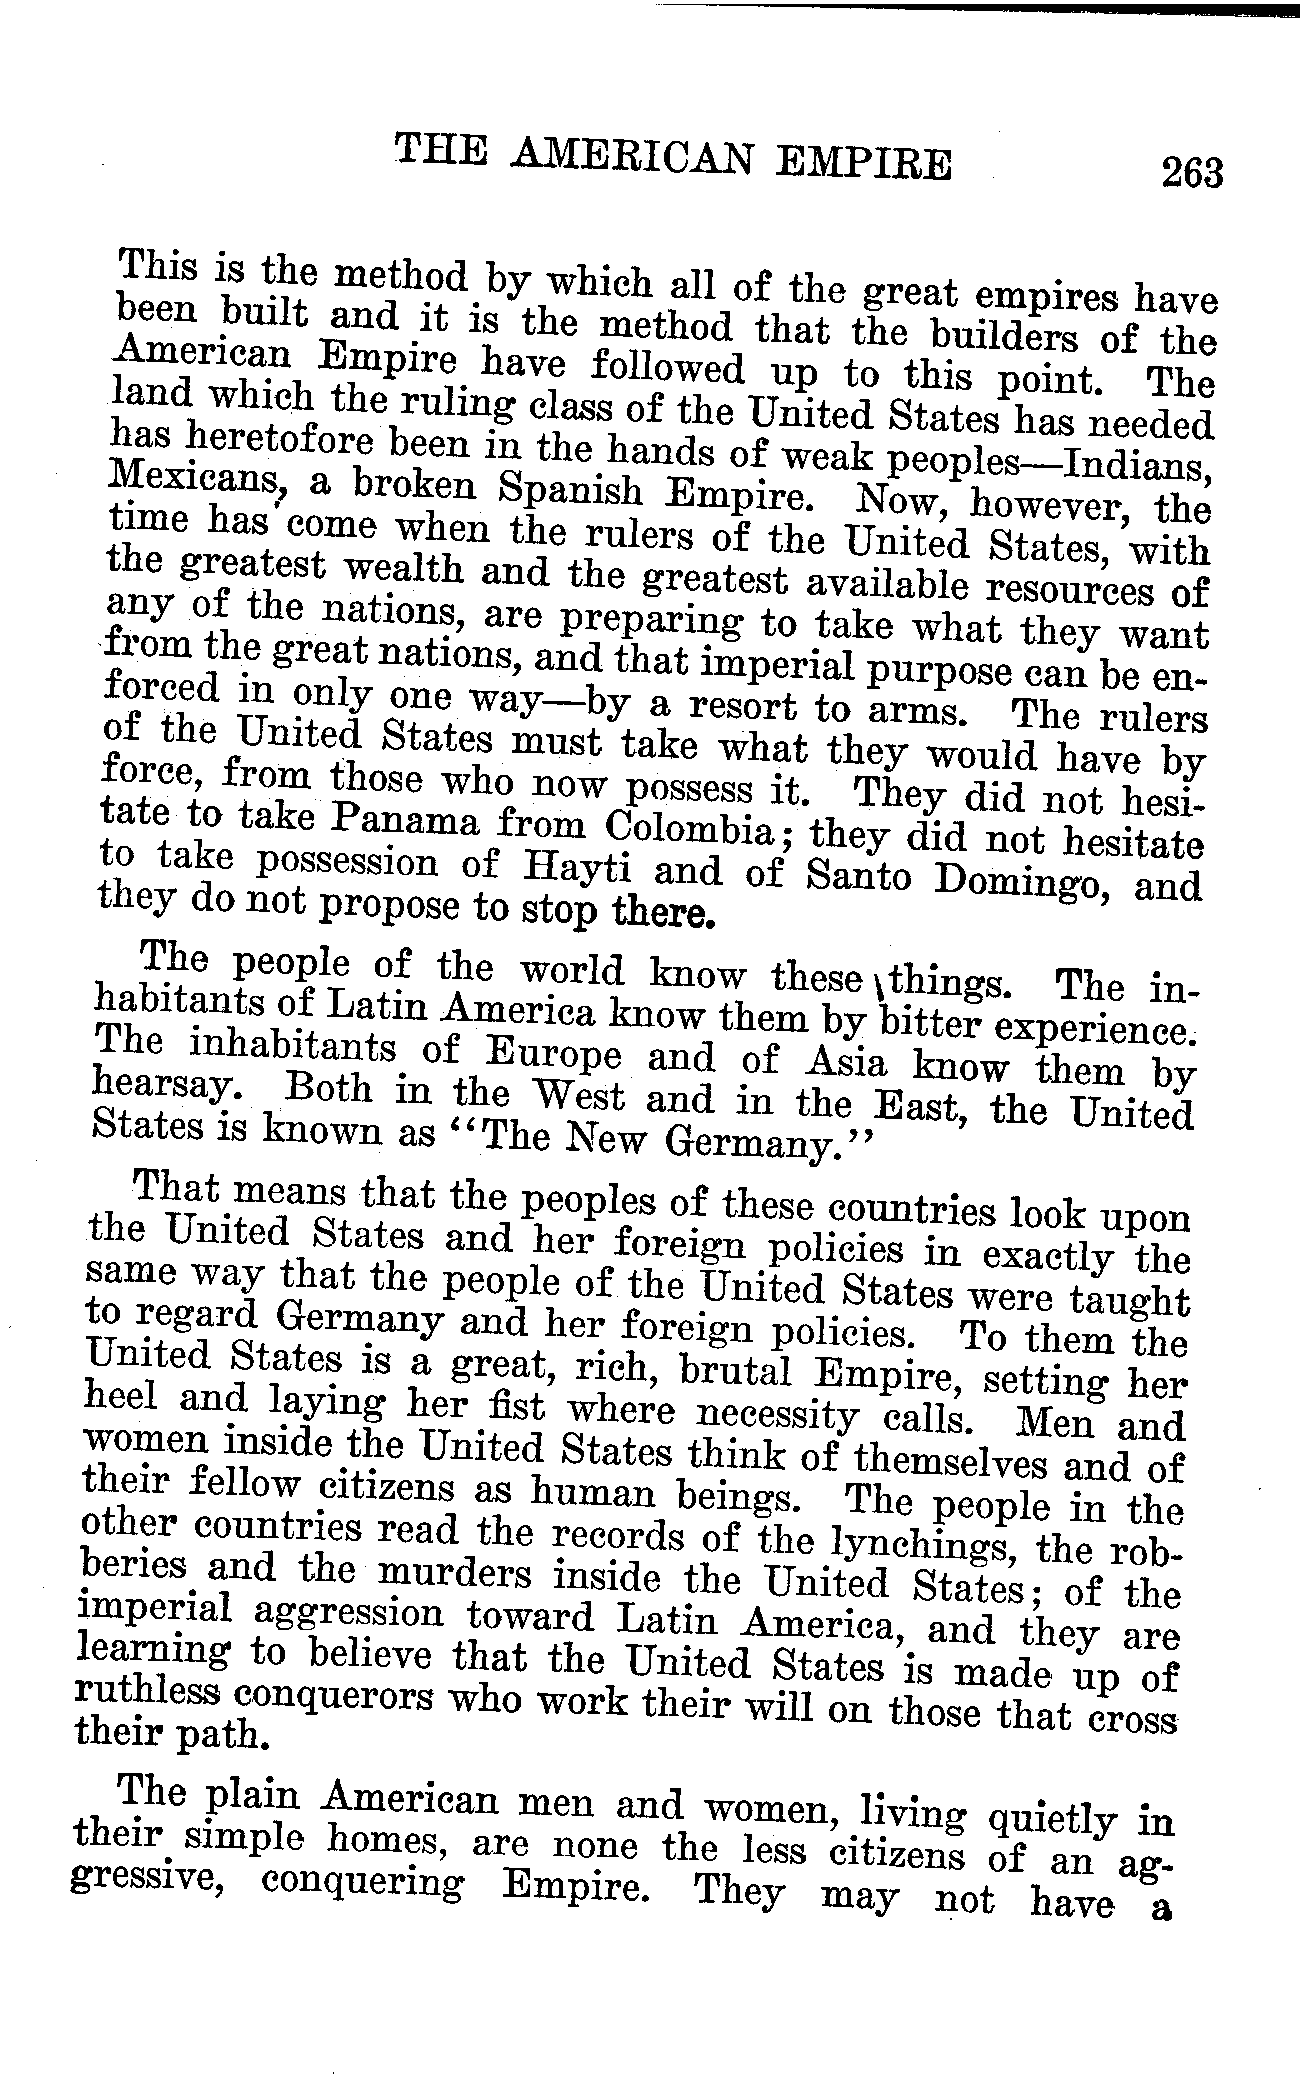 THE AMERICAN EMPIRE 263
This is the method by which all of the great empires have
been built and it is the method that the builders of the
American Empire have followed up to this point. The
land which the ruling class of the United States has needed
has heretofore been in the hands of weak peoples—Indians,
Mexicans, a broken Spanish Empire. Now, however, the
time has come when the rulers of the United States, with
the greatest wealth and the greatest available resources of
any of the nations, are preparing to take what they want
from the great nations, and that imperial purpose can be en-
forced in only one way—by a resort to arms. The rulers
of the United States must take what they would have by
force, from those who now possess it. They did not hesi-
tate to take Panama from Colombia; they did not hesitate
to take possession of Hayti and of Santo Domingo, and
they do not propose to stop there.
The people of the world know these things. The in-
habitants of Latin America know them by bitter experience.
The inhabitants of Europe and of Asia know them by
hearsay. Both in the West and in the East, the United
States is known as "The New Germany."
That means that the peoples of these countries look upon
the United States and her foreign policies in exactly the
same way that the people of the United States were taught
to regard Germany and her foreign policies. To them the
United States is a great, rich, brutal Empire, setting her
heel and laying her fist where necessity calls. Men and
women inside the United States think of themselves and of
their fellow citizens as human beings. The people in the
other countries read the records of the lynchings, the rob-
beries and the murders inside the United States; of the
imperial aggression toward Latin America, and they are
learning to believe that the United States is made up of
ruthless conquerors who work their will on those that cross
their path.
The plain American men and women, living quietly in
their simple homes, are none the less citizens of an ag-
gressive, conquering Empire. They may not have a